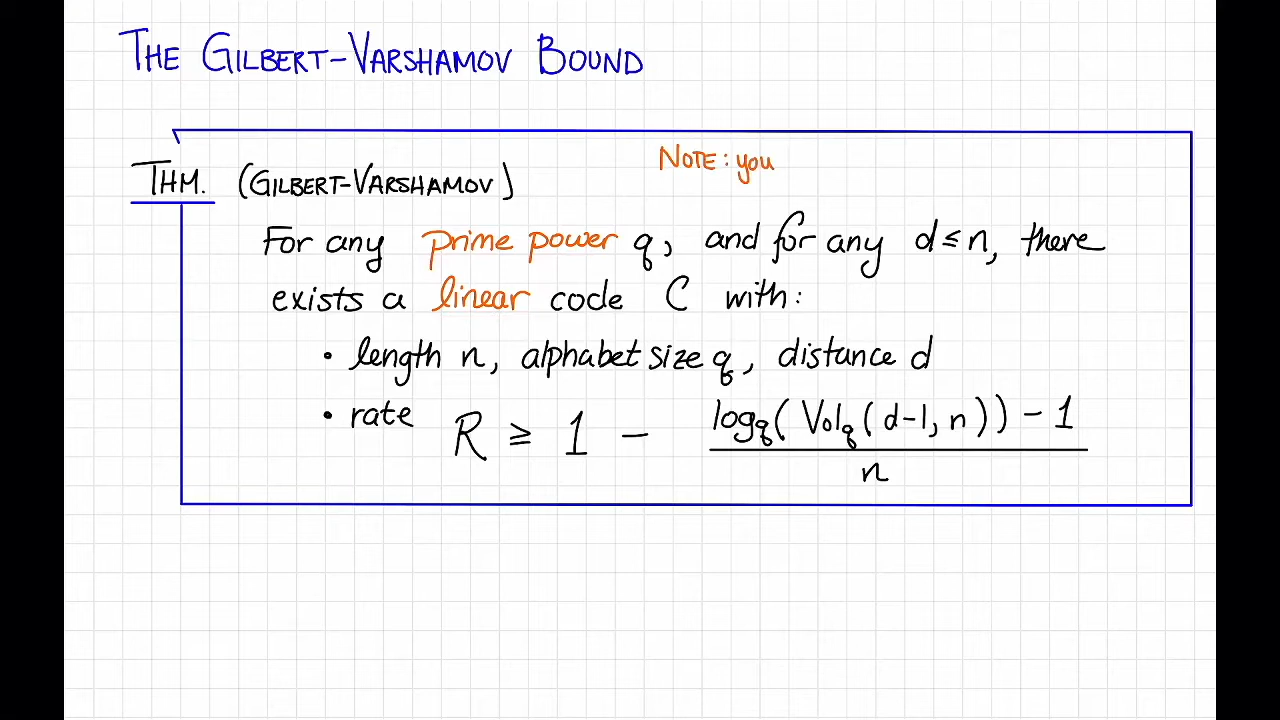 THE GILBERT-VARSHAMOV BOUND
NOTE: you
THM. (GILBERT-VARSHAMOV)
For any prime power q, and for any d ≤ n, there
exists a linear code C with:
• length n, alphabet size q, distance d
• rate R ≥ 1 - (log_q(Vol_q(d-1, n)) - 1) / n